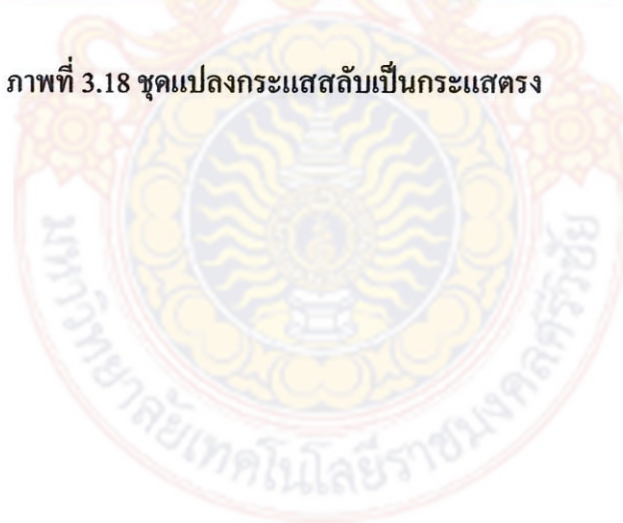 ภาพที่ 3.18 ชุดแปลงกระแสสลับเป็นกระแสตรง
มหาวิทยาลัยเทคโนโลยีราชมงคลศรีวิชัย